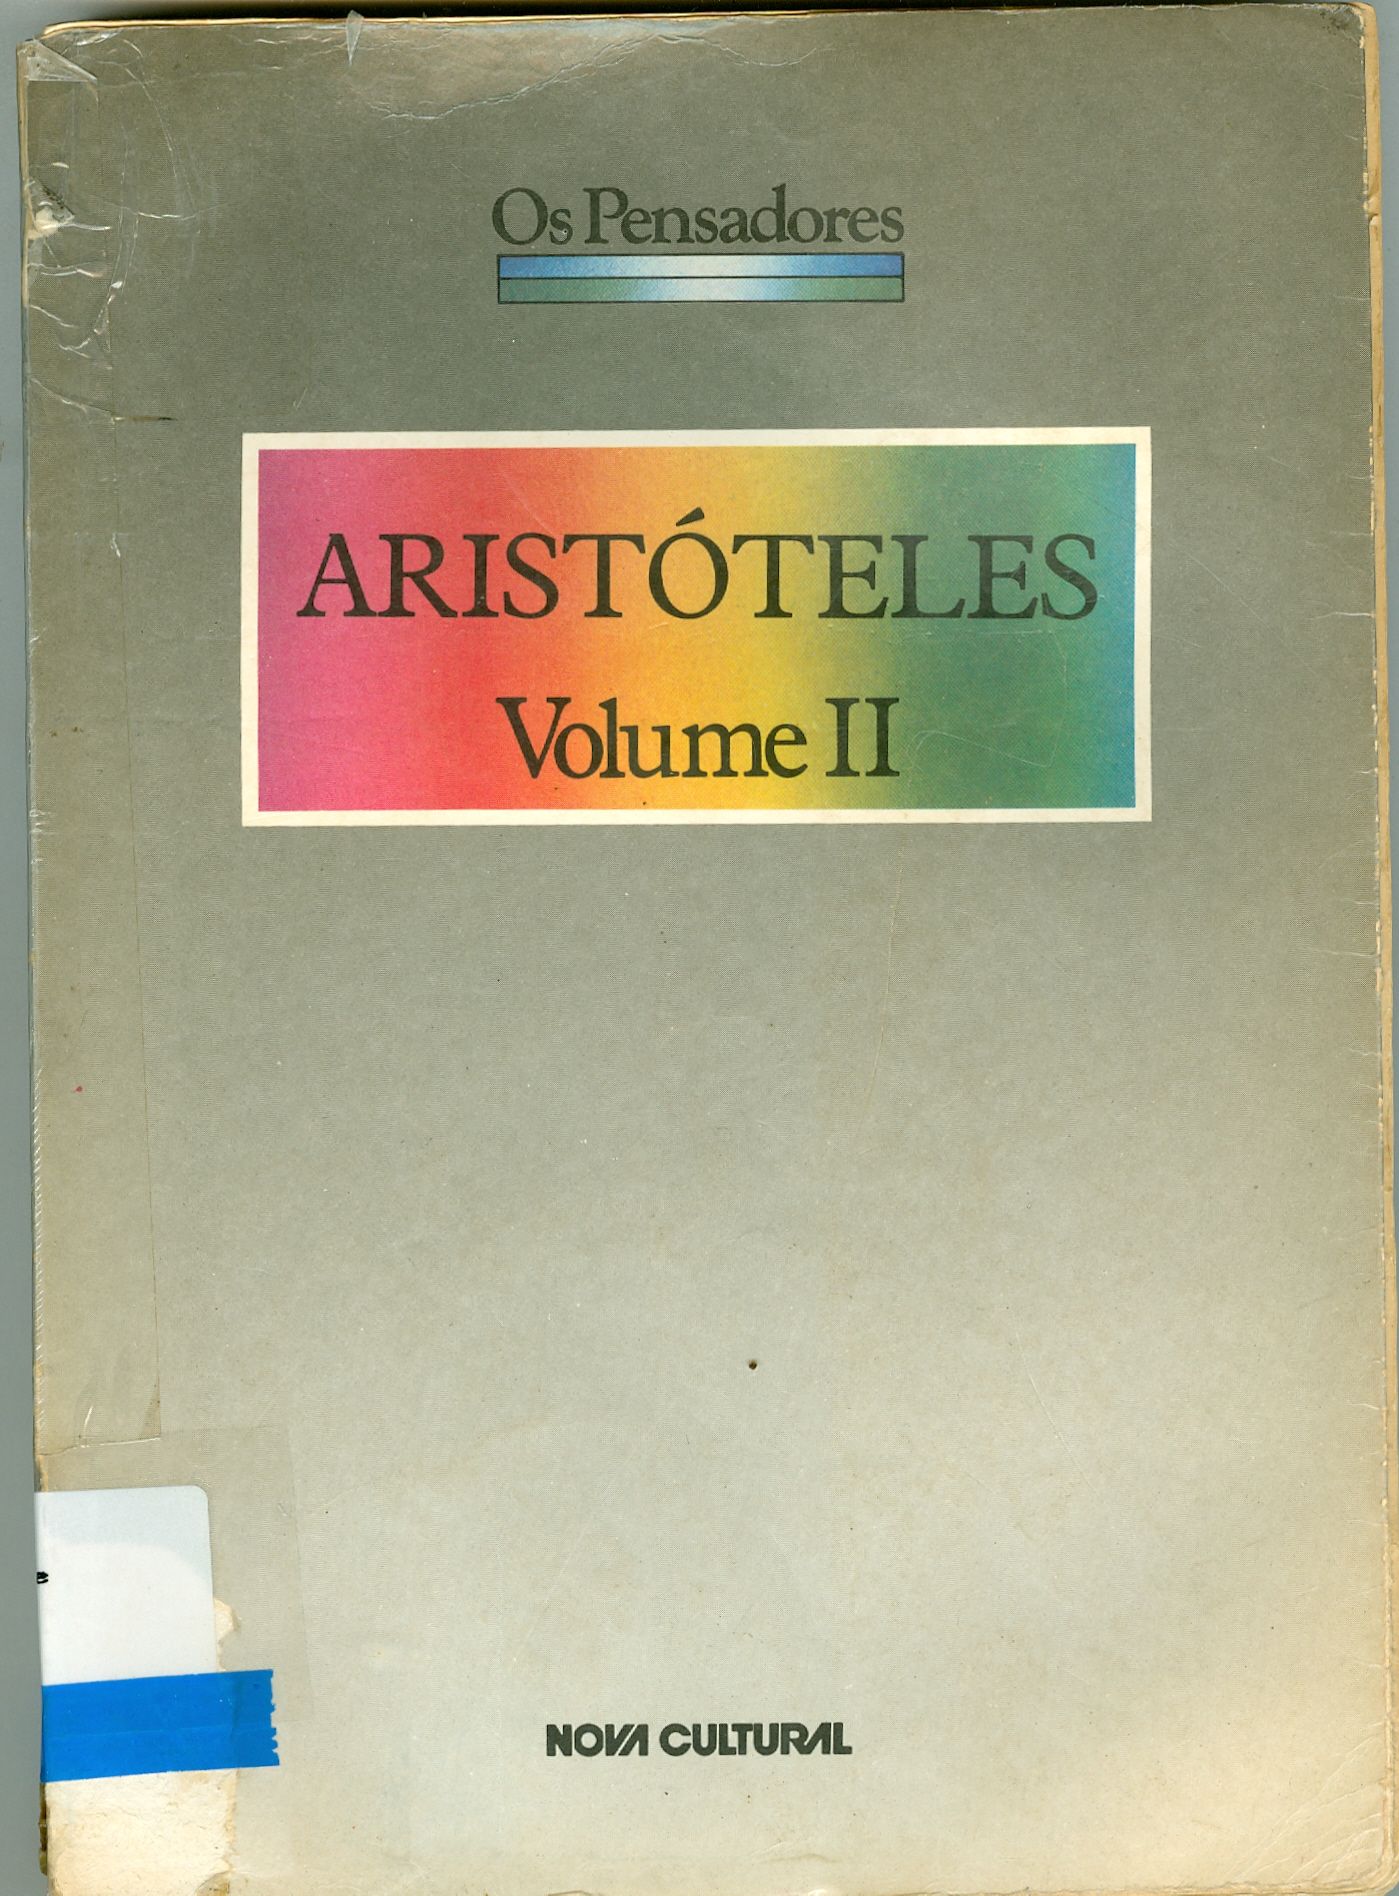 Os Pensadores
ARISTÓTELES
Volume II
NOVA CULTURAL